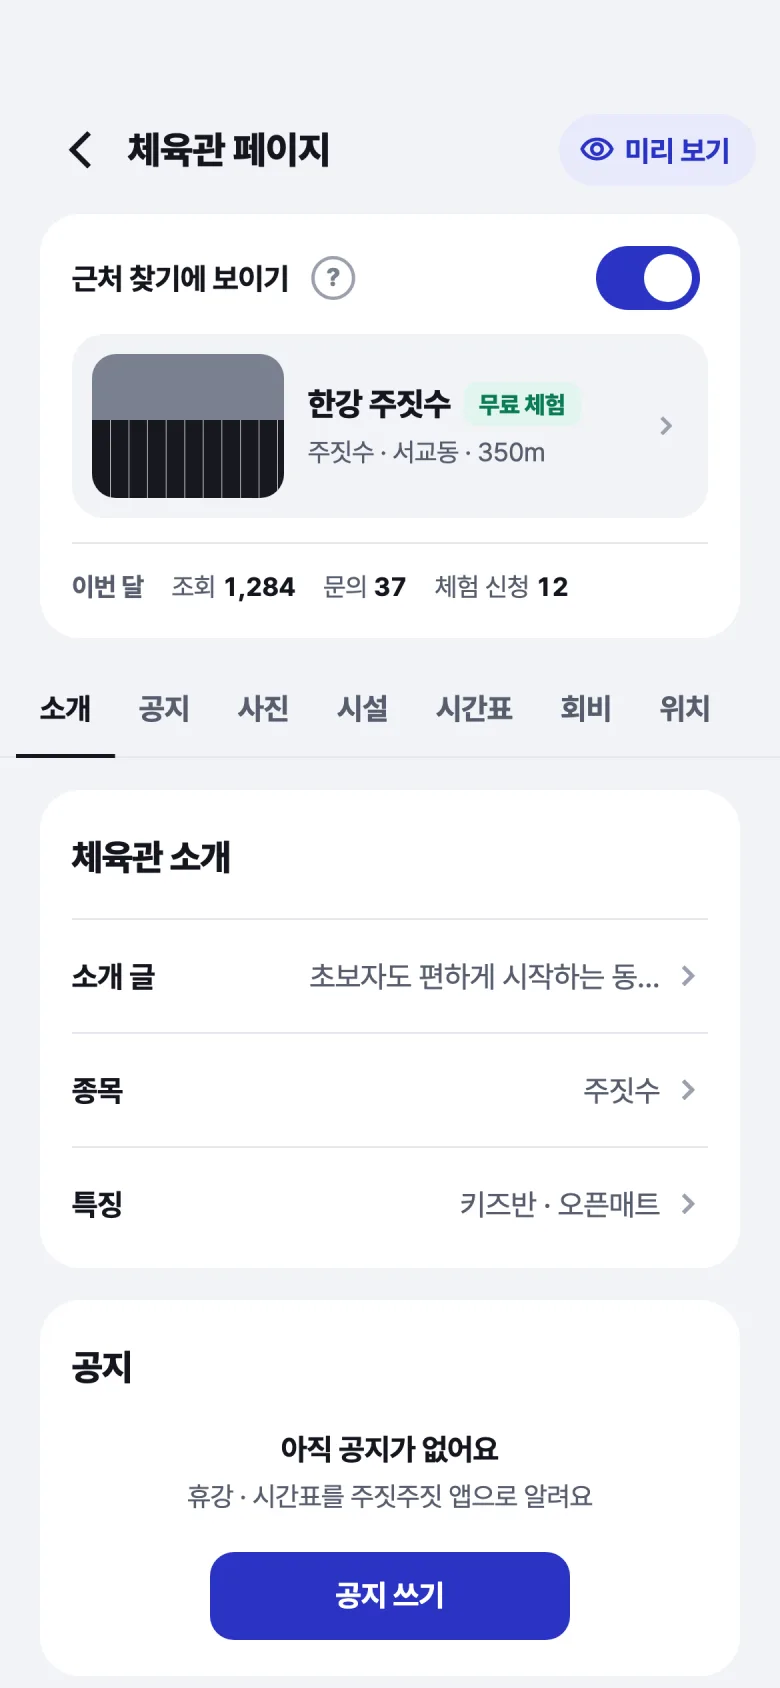 체육관 페이지
미리 보기
근처 찾기에 보이기 ?
한강 주짓수 무료 체험
주짓수 · 서교동 · 350m
이번 달 조회 1,284 문의 37 체험 신청 12
소개 공지 사진 시설 시간표 회비 위치
체육관 소개
소개 글 초보자도 편하게 시작하는 동...
종목 주짓수
특징 키즈반 · 오픈매트
공지
아직 공지가 없어요
휴강 · 시간표를 주짓주짓 앱으로 알려요
공지 쓰기